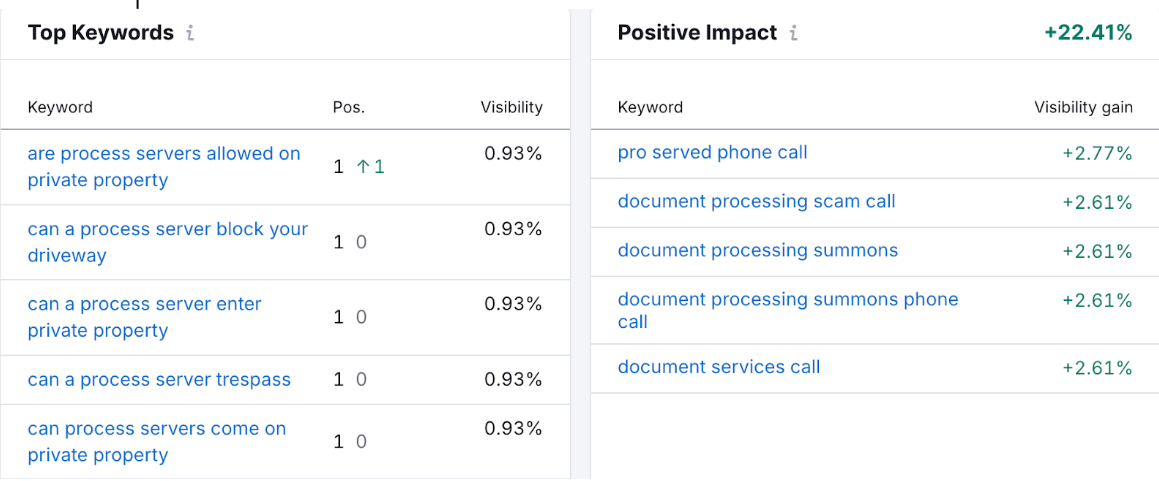 Top Keywords i
Keyword Pos. Visibility
are process servers allowed on
private property
1 ↑1 0.93%
can a process server block your
driveway
1 0 0.93%
can a process server enter
private property
1 0 0.93%
can a process server trespass 1 0 0.93%
can process servers come on
private property
1 0 0.93%
Positive Impact i +22.41%
Keyword Visibility gain
pro served phone call +2.77%
document processing scam call +2.61%
document processing summons +2.61%
document processing summons phone
call
+2.61%
document services call +2.61%